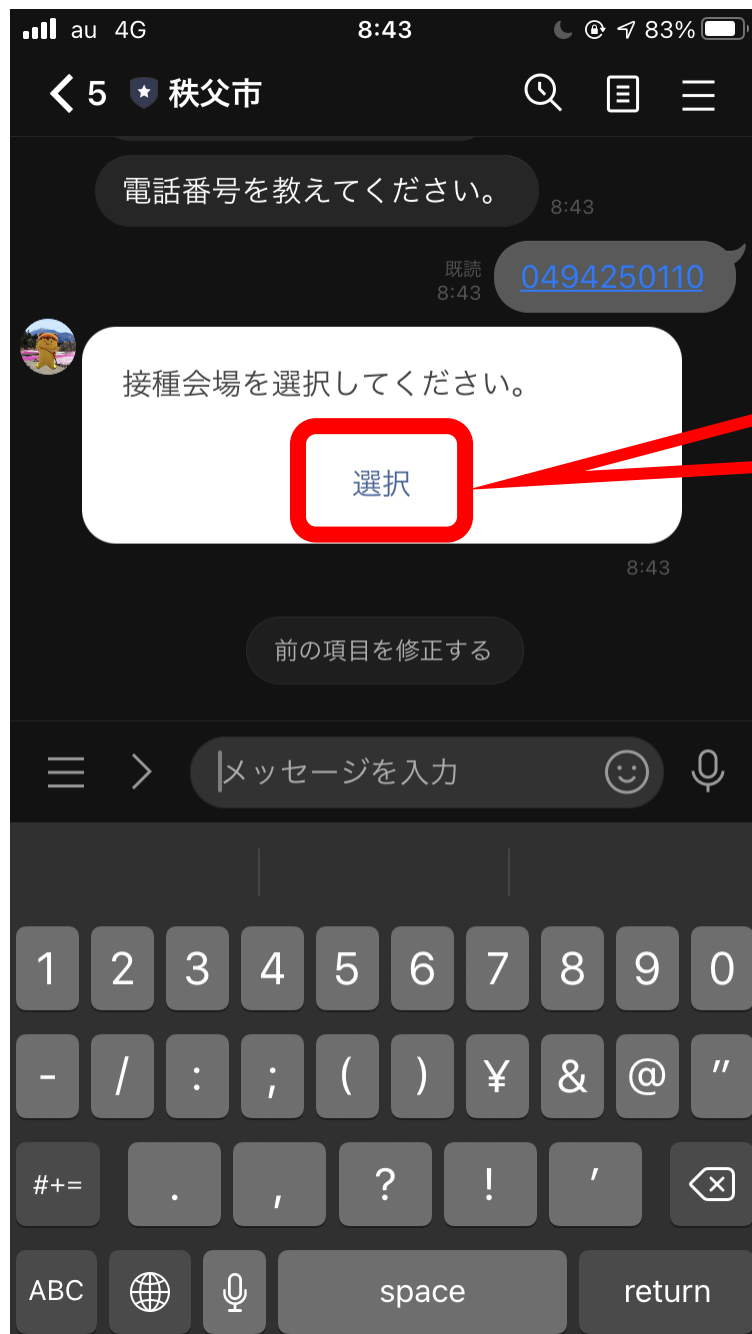 au 4G 8:43 83%
5 秩父市
電話番号を教えてください。
8:43
既読
8:43
0494250110
接種会場を選択してください。
選択
8:43
前の項目を修正する
メッセージを入力
1 2 3 4 5 6 7 8 9 0
- / : ; ( ) ¥ & @ "
#+= . , ? ! '
ABC space return